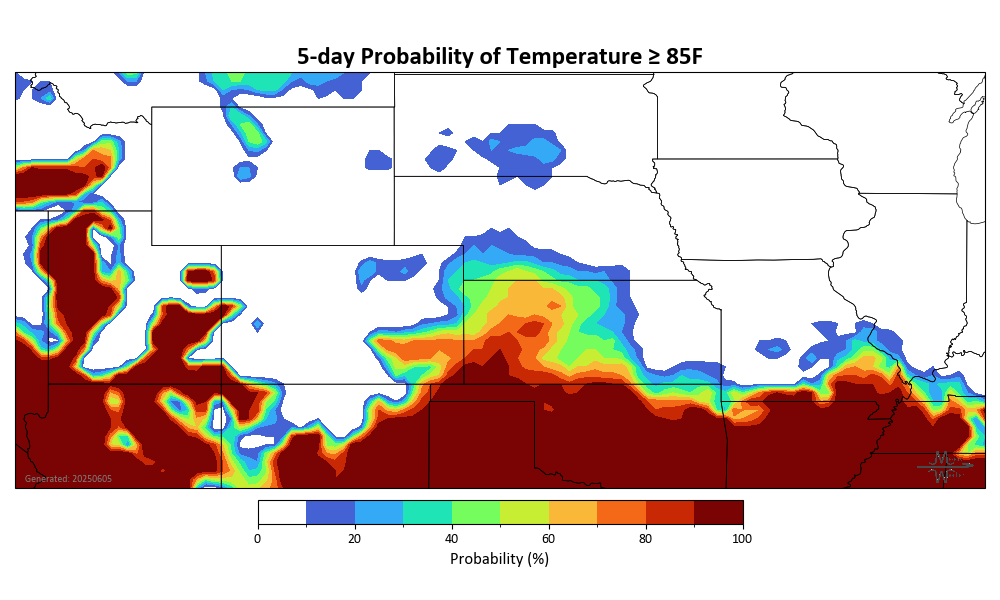 5-day Probability of Temperature ≥ 85F
Generated: 20250605
0 20 40 60 80 100
Probability (%)